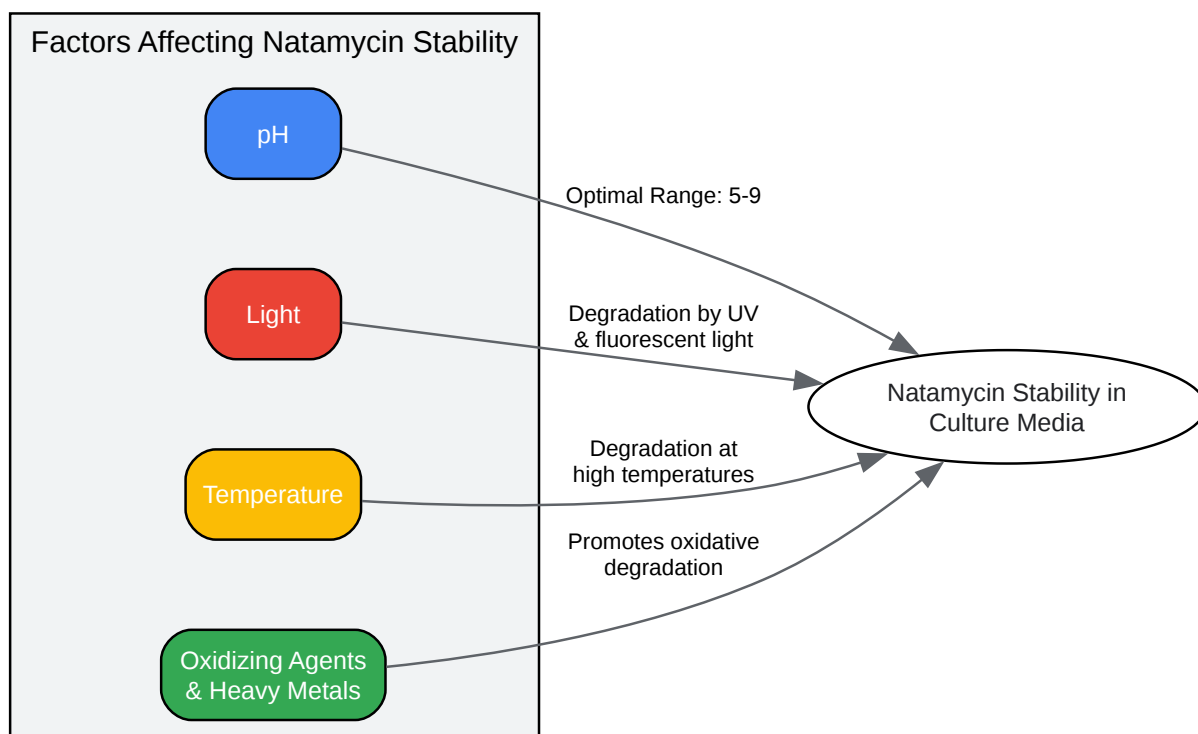 Factors Affecting Natamycin Stability
pH
Optimal Range: 5-9
Light
Degradation by UV
& fluorescent light
Natamycin Stability in
Culture Media
Temperature
Degradation at
high temperatures
Promotes oxidative
degradation
Oxidizing Agents
& Heavy Metals